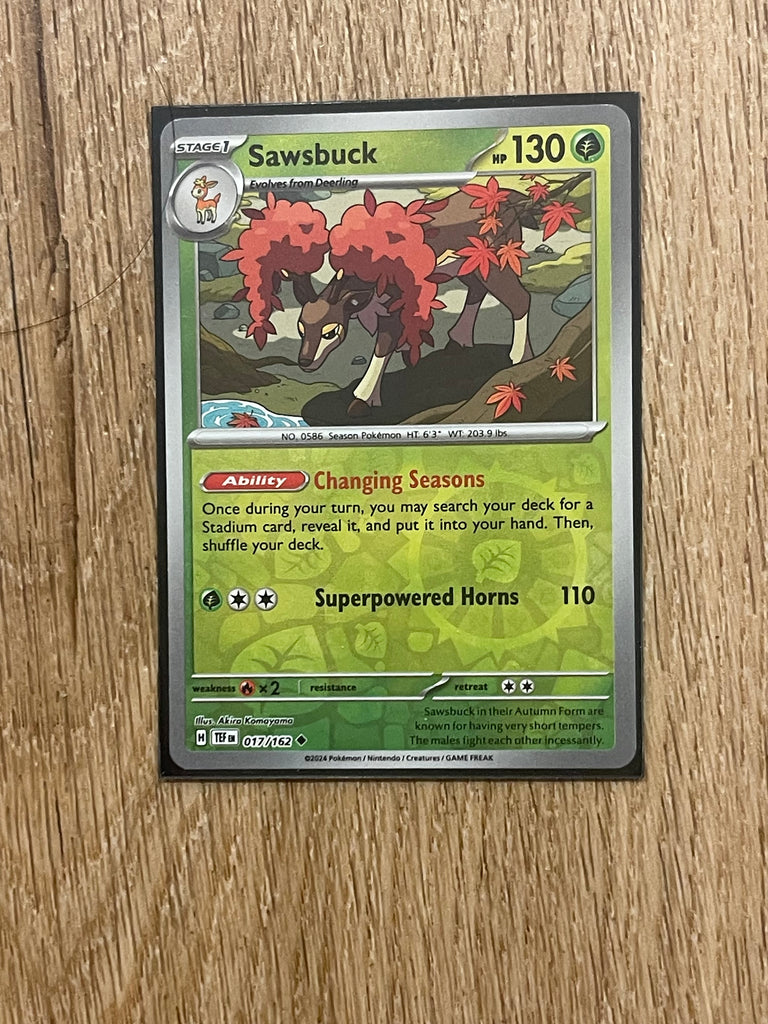 STAGE 1
Sawsbuck
HP 130
Evolves from Deerling
NO. 0586 Season Pokémon HT: 6'3" WT: 203.9 lbs
Ability Changing Seasons
Once during your turn, you may search your deck for a
Stadium card, reveal it, and put it into your hand. Then,
shuffle your deck.
Superpowered Horns 110
weakness ×2 resistance retreat
Sawsbuck in their Autumn Form are
known for having very short tempers.
The males fight each other incessantly.
Illus. Akira Komayama
H TEF EN 017/162
©2024 Pokémon / Nintendo / Creatures / GAME FREAK